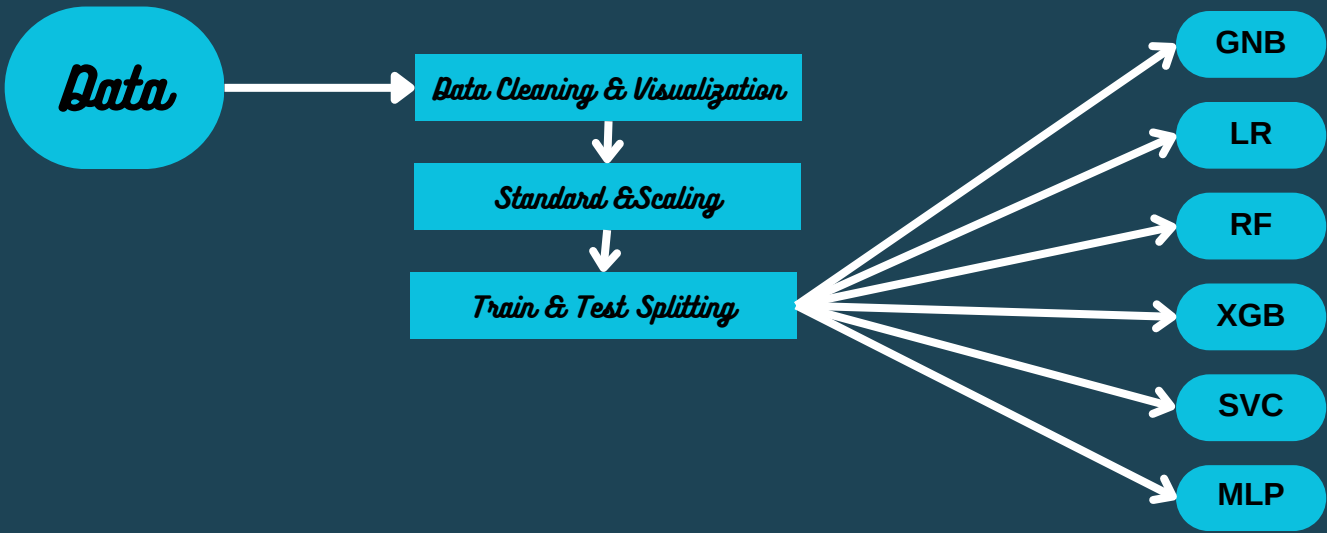 Data
Data Cleaning & Visualization
Standard &Scaling
Train & Test Splitting
GNB
LR
RF
XGB
SVC
MLP